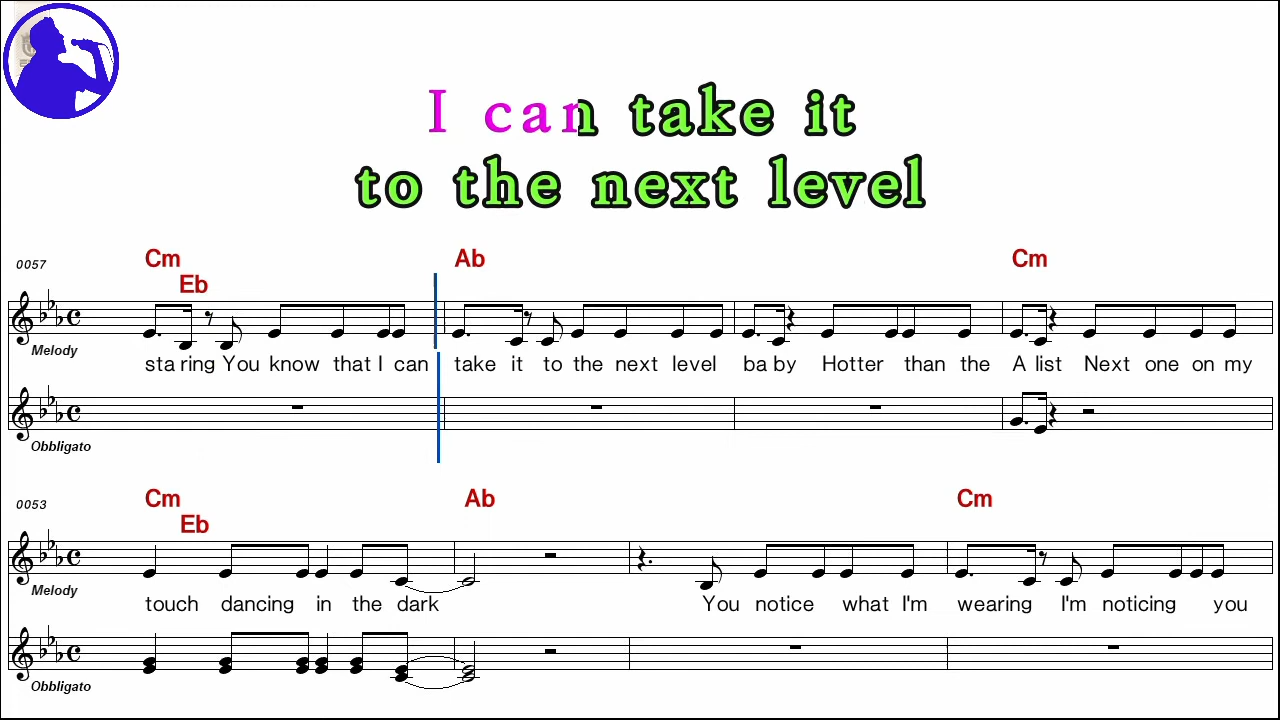 I can take it
to the next level
0057
Cm Ab Cm
Eb
Melody
sta ring You know that I can take it to the next level ba by Hotter than the A list Next one on my
Obbligato
0053
Cm Ab Cm
Eb
Melody
touch dancing in the dark You notice what I'm wearing I'm noticing you
Obbligato